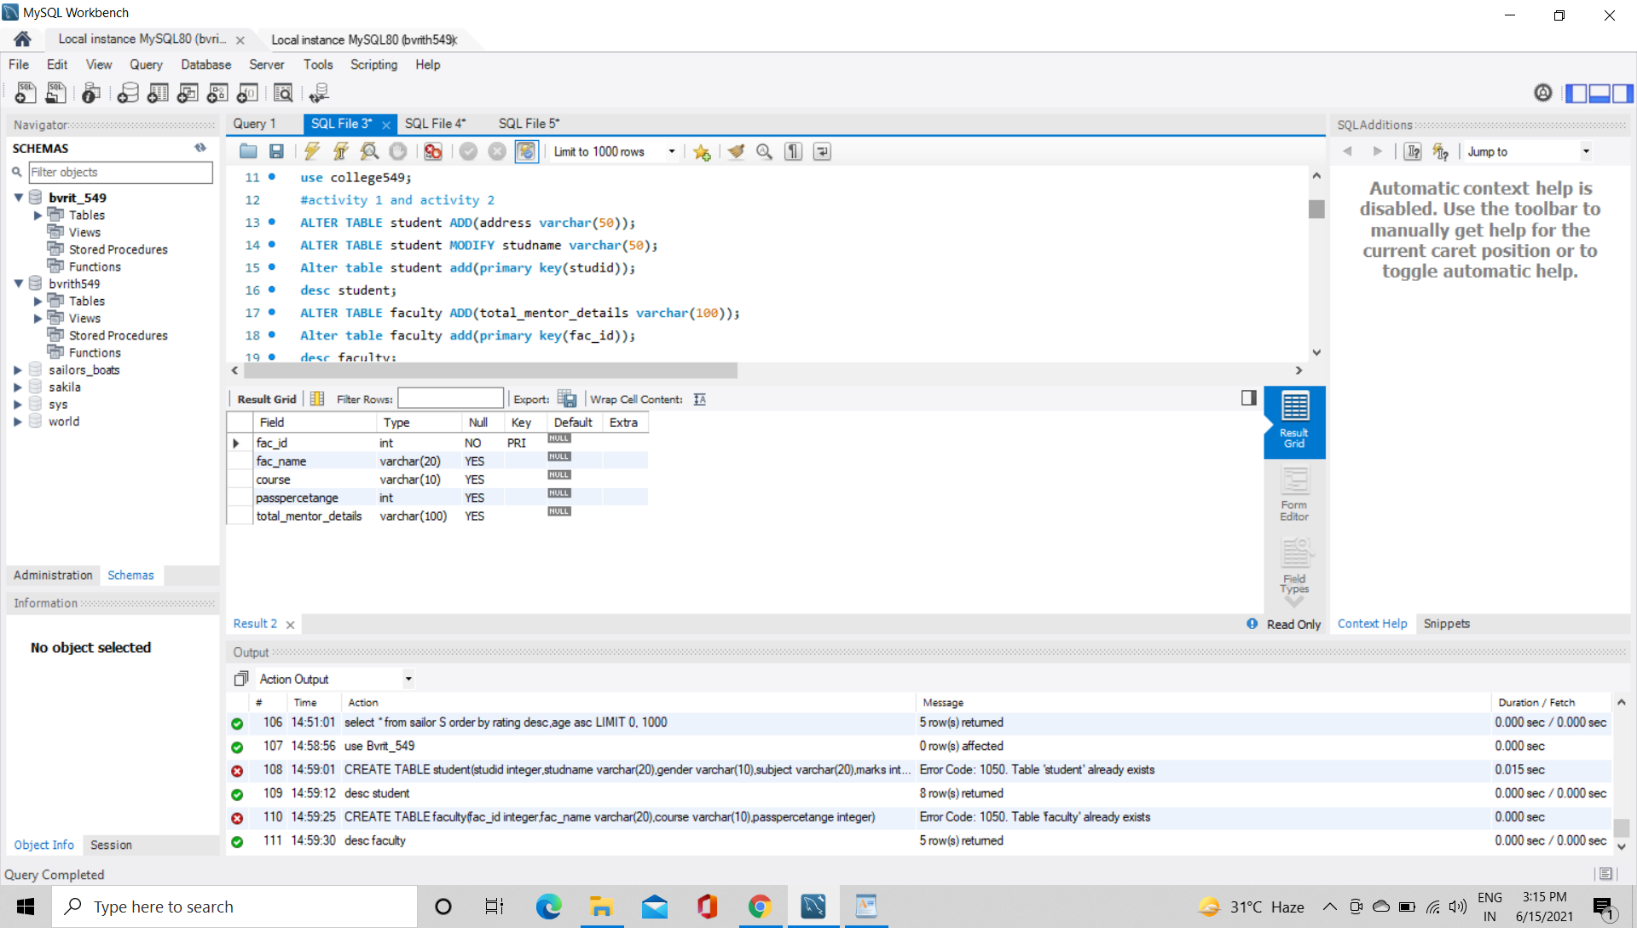 MySQL Workbench
Local instance MySQL80 (bvri... × Local instance MySQL80 (bvrith549)
File Edit View Query Database Server Tools Scripting Help
Navigator
SCHEMAS
Filter objects
bvrit_549
Tables
Views
Stored Procedures
Functions
bvrith549
Tables
Views
Stored Procedures
Functions
sailors_boats
sakila
sys
world
Administration Schemas
Information
No object selected
Object Info Session
Query 1 SQL File 3* × SQL File 4* SQL File 5*
Limit to 1000 rows
11 use college549;
12 #activity 1 and activity 2
13 ALTER TABLE student ADD(address varchar(50));
14 ALTER TABLE student MODIFY studname varchar(50);
15 Alter table student add(primary key(studid));
16 desc student;
17 ALTER TABLE faculty ADD(total_mentor_details varchar(100));
18 Alter table faculty add(primary key(fac_id));
19 desc faculty;
Result Grid Filter Rows: Export: Wrap Cell Content:
Field Type Null Key Default Extra
fac_id int NO PRI NULL
fac_name varchar(20) YES NULL
course varchar(10) YES NULL
passpercetange int YES NULL
total_mentor_details varchar(100) YES NULL
Result Grid
Form Editor
Field Types
Result 2 × Read Only
SQLAdditions
Jump to
Automatic context help is
disabled. Use the toolbar to
manually get help for the
current caret position or to
toggle automatic help.
Context Help Snippets
Output
Action Output
# Time Action Message Duration / Fetch
106 14:51:01 select * from sailor S order by rating desc,age asc LIMIT 0, 1000 5 row(s) returned 0.000 sec / 0.000 sec
107 14:58:56 use Bvrit_549 0 row(s) affected 0.000 sec
108 14:59:01 CREATE TABLE student(studid integer,studname varchar(20),gender varchar(10),subject varchar(20),marks int... Error Code: 1050. Table 'student' already exists 0.015 sec
109 14:59:12 desc student 8 row(s) returned 0.000 sec / 0.000 sec
110 14:59:25 CREATE TABLE faculty(fac_id integer,fac_name varchar(20),course varchar(10),passpercetange integer) Error Code: 1050. Table 'faculty' already exists 0.000 sec
111 14:59:30 desc faculty 5 row(s) returned 0.000 sec / 0.000 sec
Query Completed
Type here to search
31°C Haze
ENG
IN
3:15 PM
6/15/2021
1